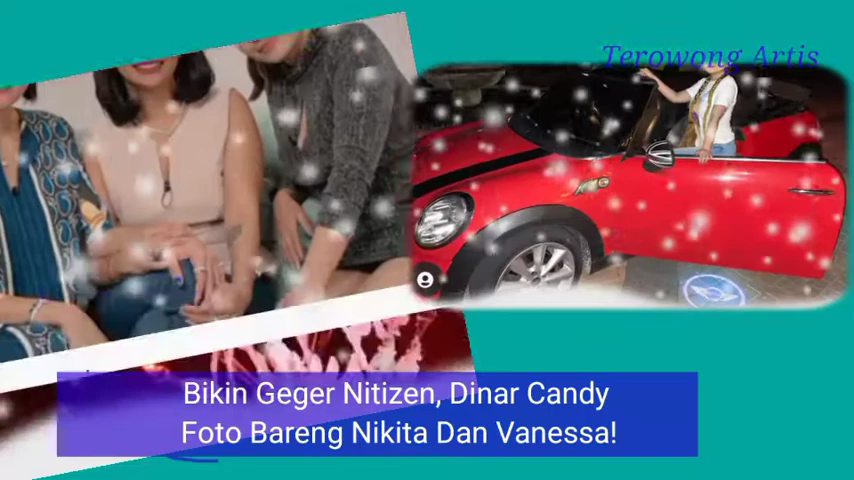 Terowong Artis
Bikin Geger Nitizen, Dinar Candy
Foto Bareng Nikita Dan Vanessa!